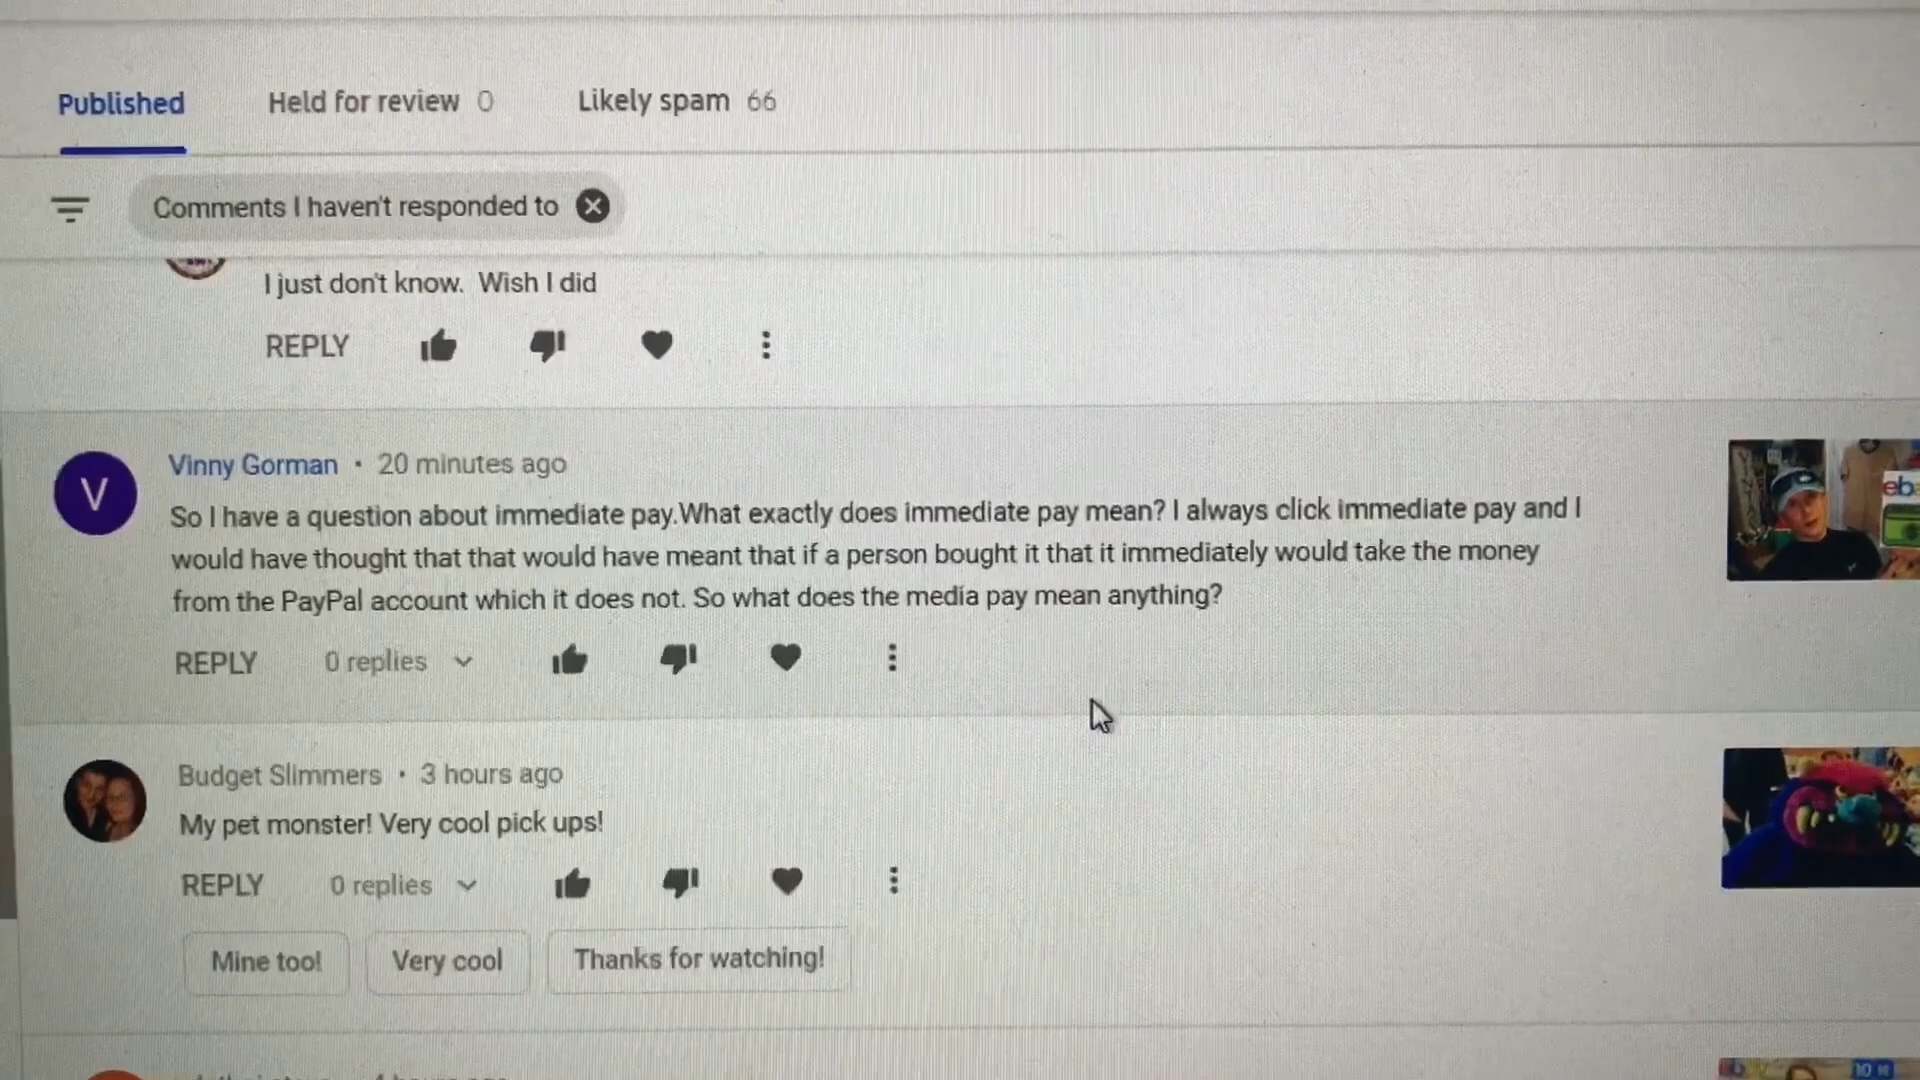 Published Held for review 0 Likely spam 66
Comments I haven't responded to
I just don't know. Wish I did
REPLY
V
Vinny Gorman • 20 minutes ago
So I have a question about immediate pay.What exactly does immediate pay mean? I always click immediate pay and I
would have thought that that would have meant that if a person bought it that it immediately would take the money
from the PayPal account which it does not. So what does the media pay mean anything?
eb
REPLY 0 replies
Budget Slimmers • 3 hours ago
My pet monster! Very cool pick ups!
REPLY 0 replies
Mine too! Very cool Thanks for watching!